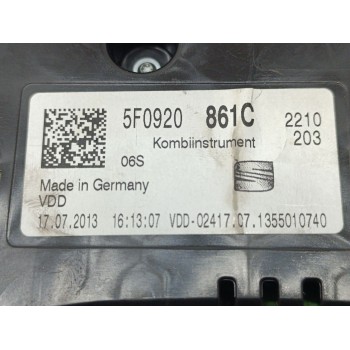 5F0920 861C 2210
Kombiinstrument 203
06S
Made in Germany
VDD
17.07.2013 16:13:07 VDD-02417.07.1355010740